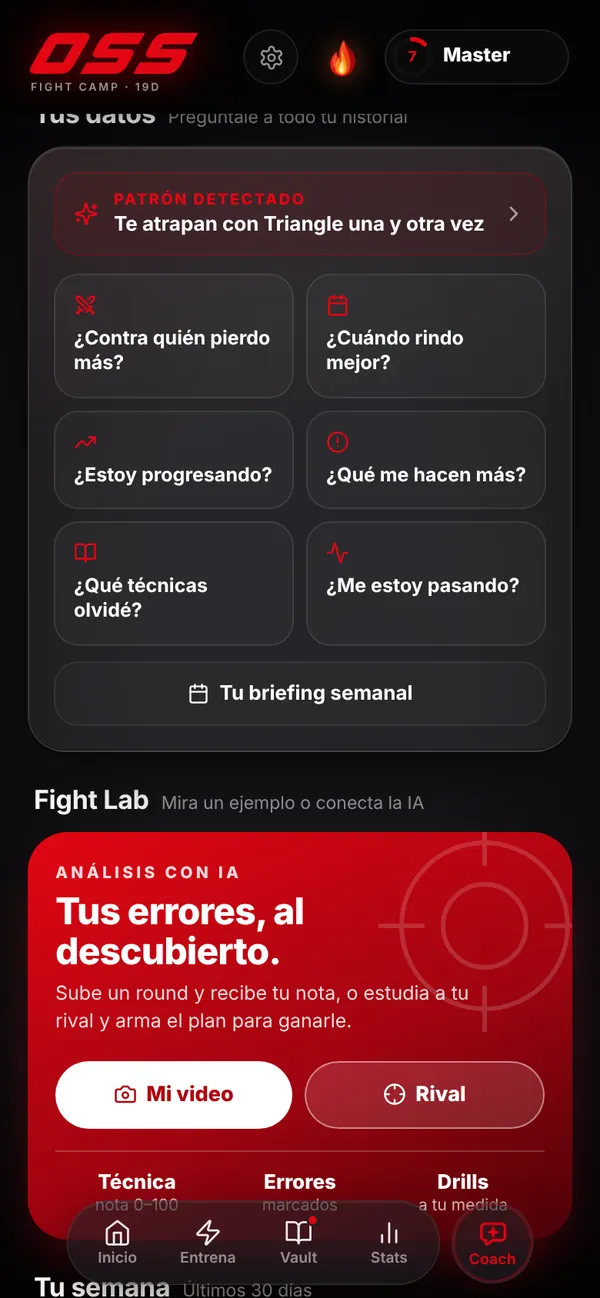 OSS
FIGHT CAMP · 19D
7
Master
Tus datos Pregúntale a todo tu historial
PATRÓN DETECTADO
Te atrapan con Triangle una y otra vez
¿Contra quién pierdo
más?
¿Cuándo rindo
mejor?
¿Estoy progresando?
¿Qué me hacen más?
¿Qué técnicas
olvidé?
¿Me estoy pasando?
Tu briefing semanal
Fight Lab Mira un ejemplo o conecta la IA
ANÁLISIS CON IA
Tus errores, al
descubierto.
Sube un round y recibe tu nota, o estudia a tu
rival y arma el plan para ganarle.
Mi video
Rival
Técnica
nota 0–100
Errores
marcados
Drills
a tu medida
Inicio
Entrena
Vault
Stats
Coach
Tu semana Últimos 30 días